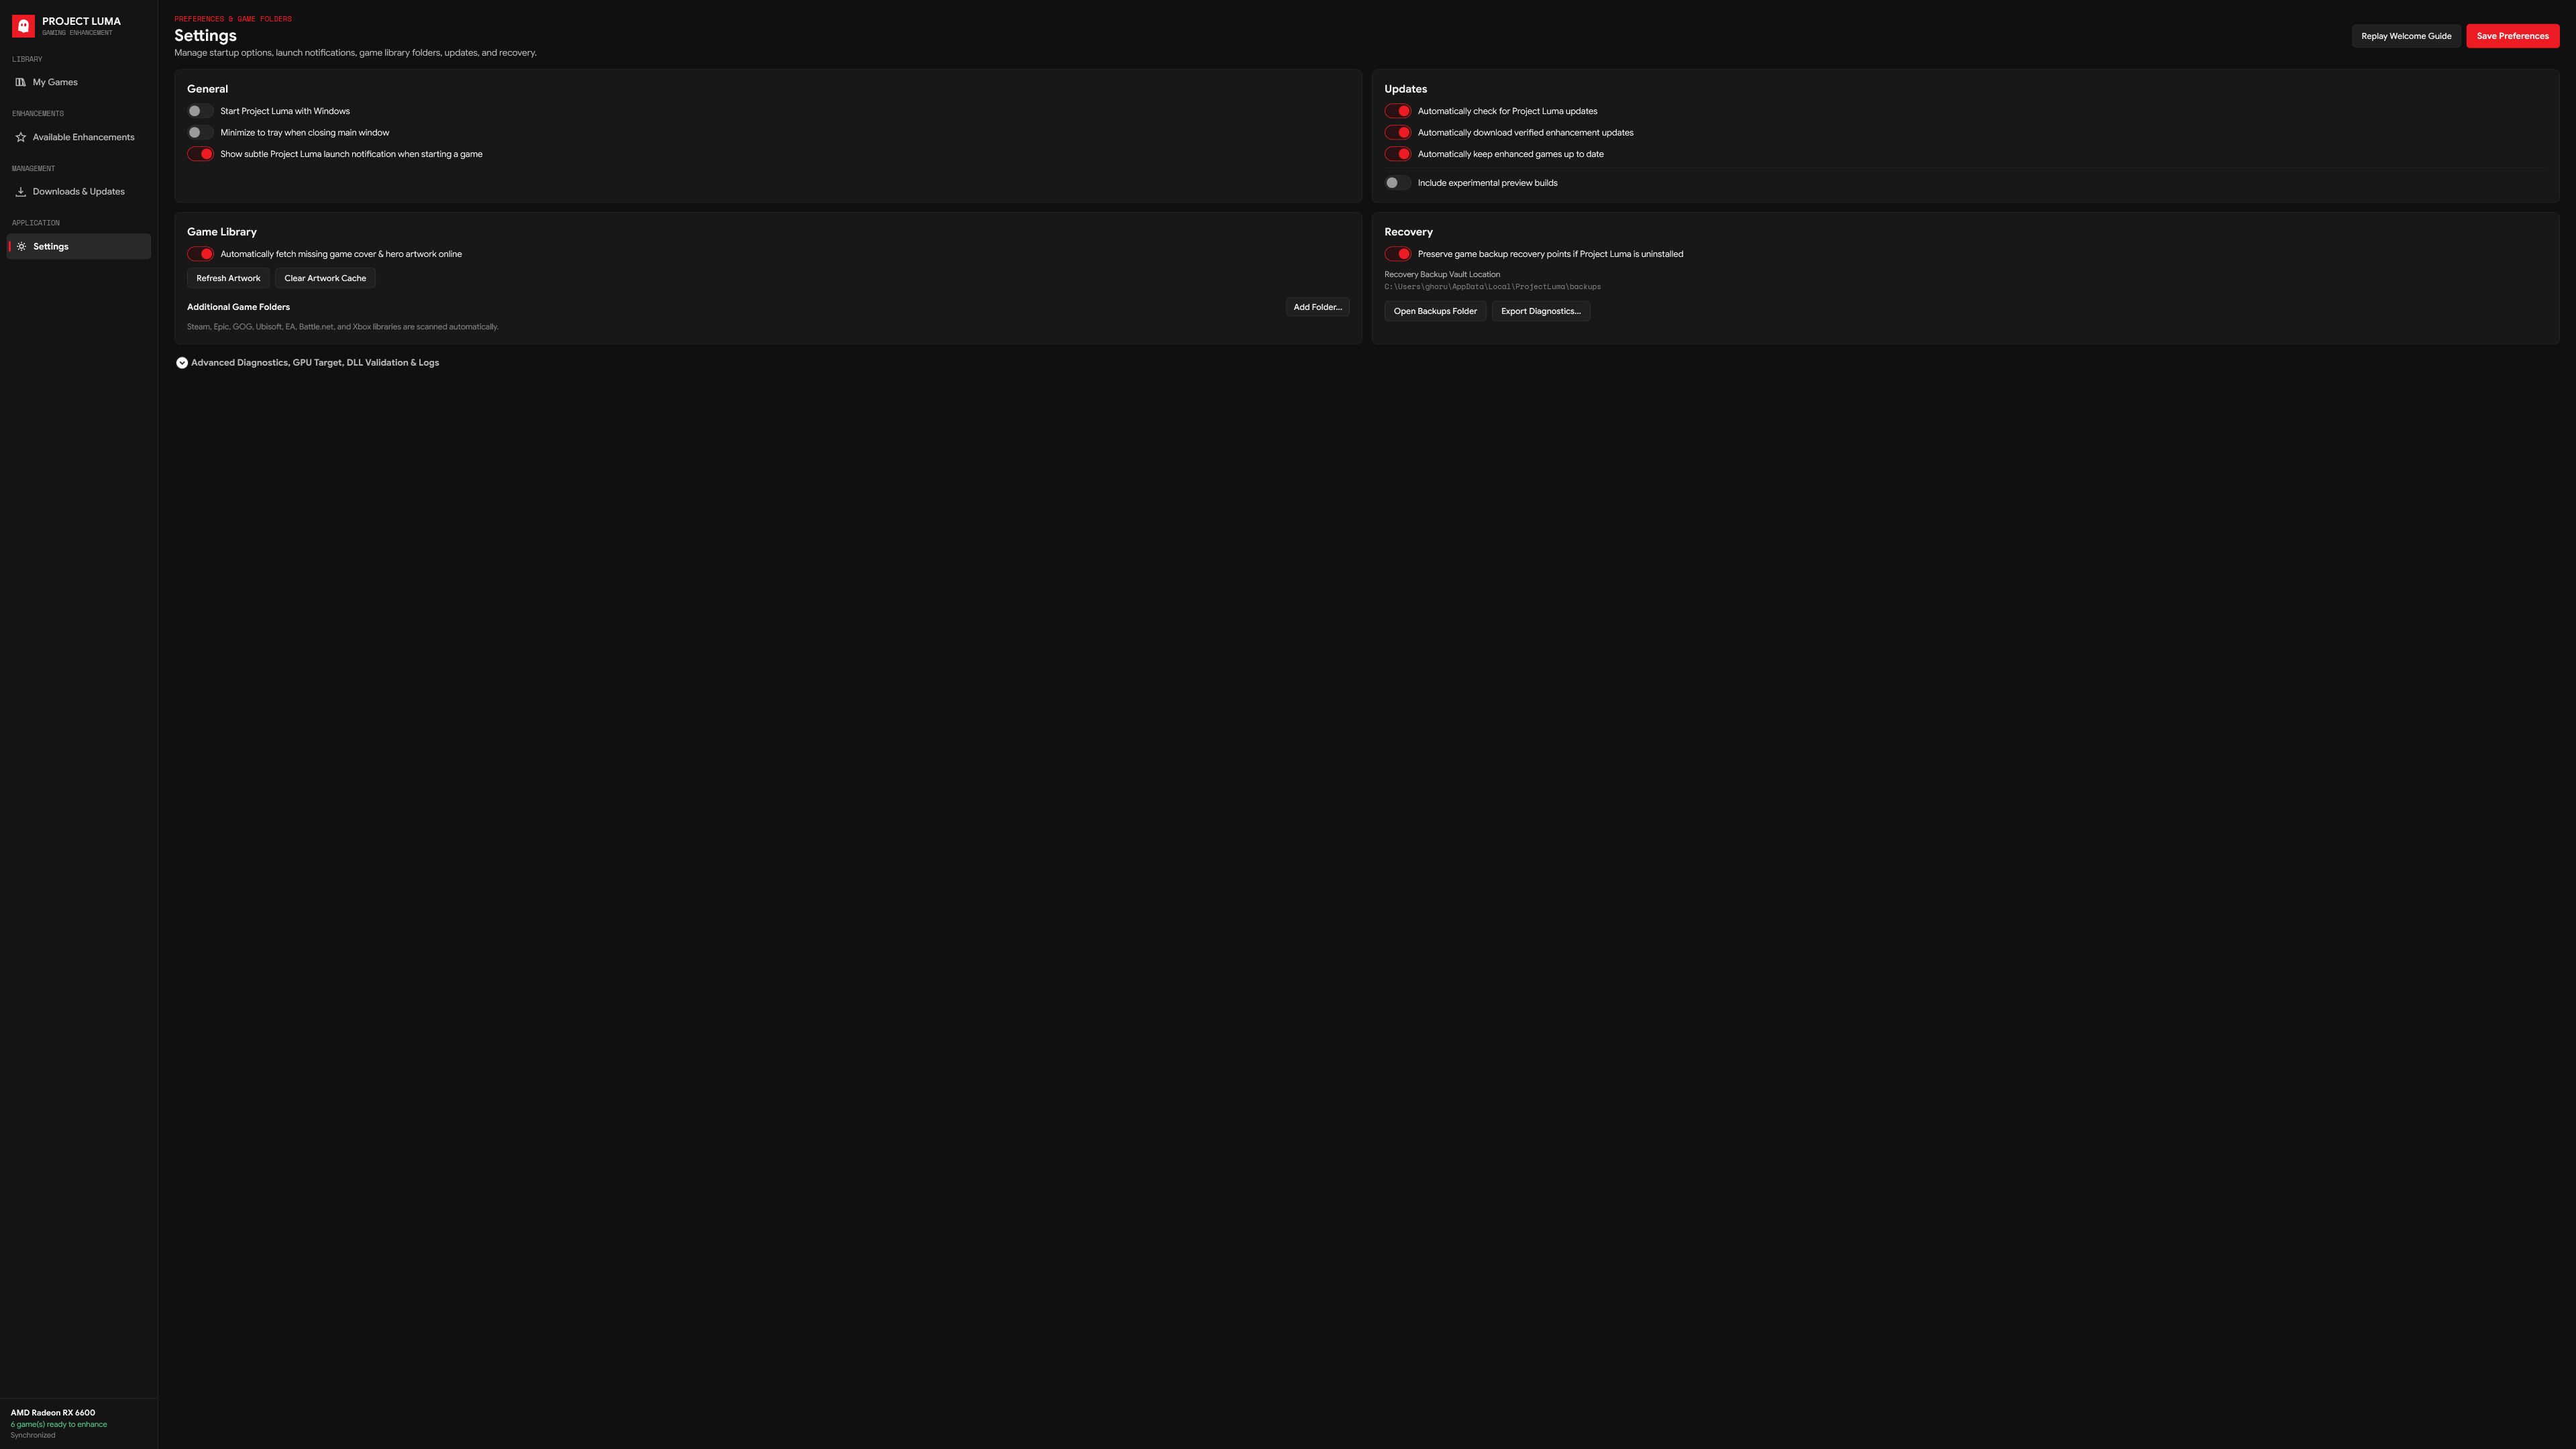 PROJECT LUMA
GAMING ENHANCEMENT
LIBRARY
My Games
ENHANCEMENTS
Available Enhancements
MANAGEMENT
Downloads & Updates
APPLICATION
Settings
AMD Radeon RX 6600
6 game(s) ready to enhance
Synchronized
PREFERENCES & GAME FOLDERS
Settings
Manage startup options, launch notifications, game library folders, updates, and recovery.
Replay Welcome Guide
Save Preferences
General
Start Project Luma with Windows
Minimize to tray when closing main window
Show subtle Project Luma launch notification when starting a game
Updates
Automatically check for Project Luma updates
Automatically download verified enhancement updates
Automatically keep enhanced games up to date
Include experimental preview builds
Game Library
Automatically fetch missing game cover & hero artwork online
Refresh Artwork
Clear Artwork Cache
Additional Game Folders
Add Folder...
Steam, Epic, GOG, Ubisoft, EA, Battle.net, and Xbox libraries are scanned automatically.
Recovery
Preserve game backup recovery points if Project Luma is uninstalled
Recovery Backup Vault Location
C:\Users\ghoru\AppData\Local\ProjectLuma\backups
Open Backups Folder
Export Diagnostics...
Advanced Diagnostics, GPU Target, DLL Validation & Logs